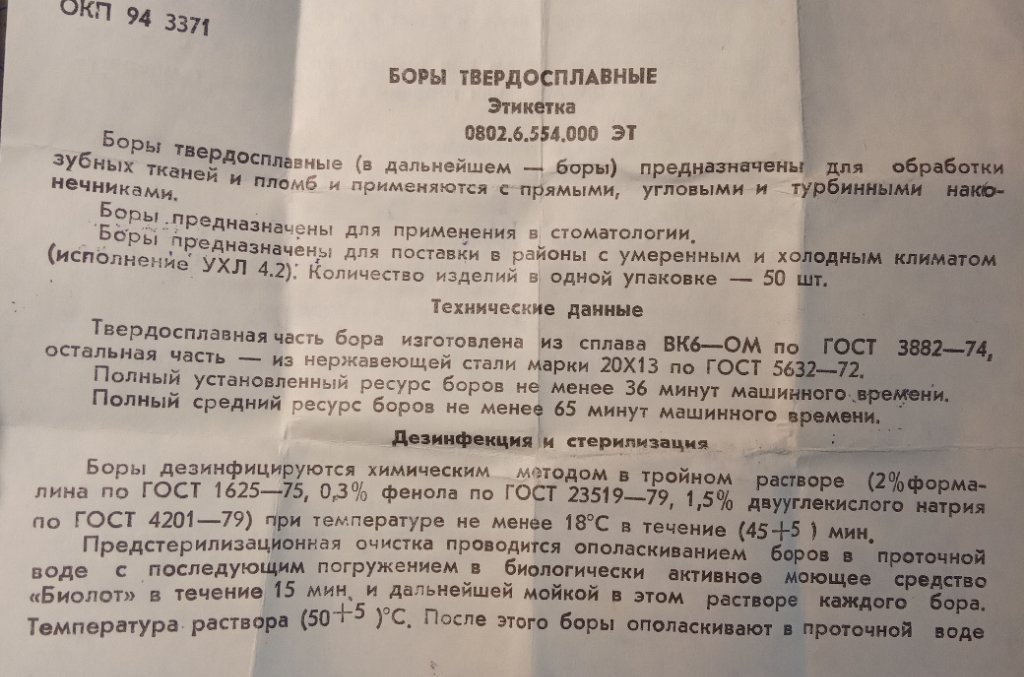 ОКП 94 3371
БОРЫ ТВЕРДОСПЛАВНЫЕ
Этикетка
0802.6.554.000 ЭТ
Боры твердосплавные (в дальнейшем — боры) предназначены для обработки
зубных тканей и пломб и применяются с прямыми, угловыми и турбинными нако-
нечниками.
Боры предназначены для применения в стоматологии.
Боры предназначены для поставки в районы с умеренным и холодным климатом
(исполнение УХЛ 4.2). Количество изделий в одной упаковке — 50 шт.
Технические данные
Твердосплавная часть бора изготовлена из сплава ВК6—ОМ по ГОСТ 3882—74,
остальная часть — из нержавеющей стали марки 20Х13 по ГОСТ 5632—72.
Полный установленный ресурс боров не менее 36 минут машинного времени.
Полный средний ресурс боров не менее 65 минут машинного времени.
Дезинфекция и стерилизация
Боры дезинфицируются химическим методом в тройном растворе (2% форма-
лина по ГОСТ 1625—75, 0,3% фенола по ГОСТ 23519—79, 1,5% двууглекислого натрия
по ГОСТ 4201—79) при температуре не менее 18°С в течение (45+5 ) мин.
Предстерилизационная очистка проводится ополаскиванием боров в проточной
воде с последующим погружением в биологически активное моющее средство
«Биолот» в течение 15 мин. и дальнейшей мойкой в этом растворе каждого бора.
Температура раствора (50+5 )°С. После этого боры ополаскивают в проточной воде